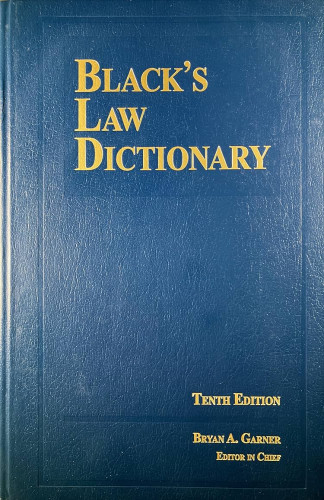 BLACK'S
LAW
DICTIONARY
TENTH EDITION
BRYAN A. GARNER
EDITOR IN CHIEF